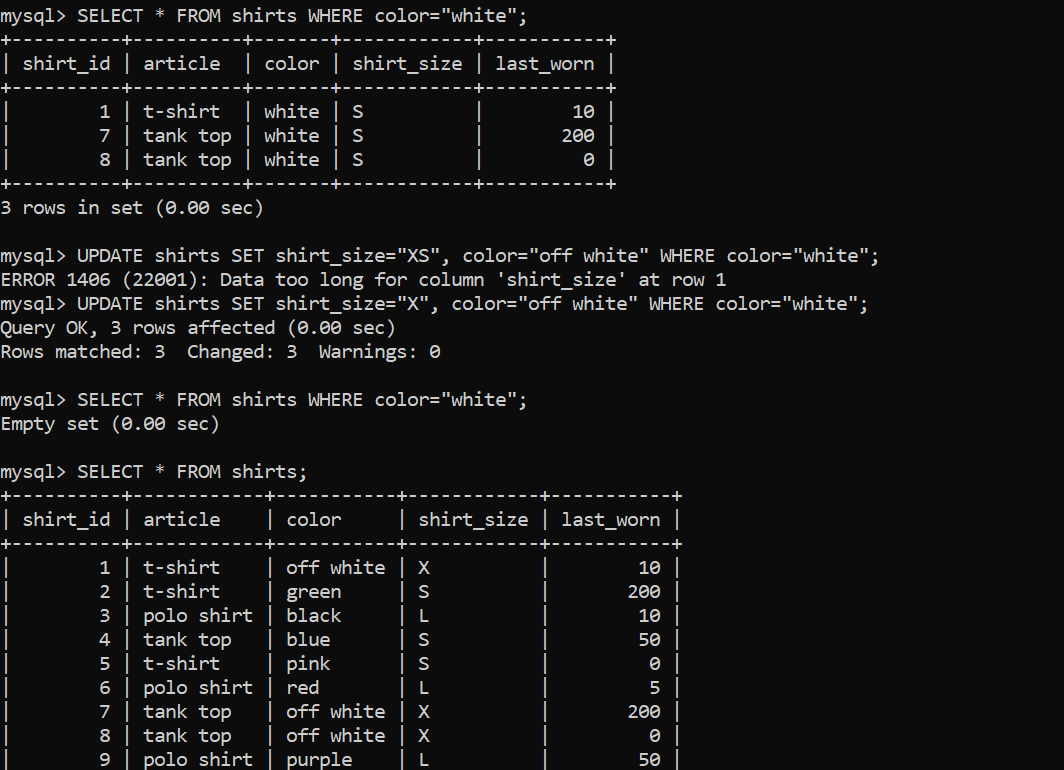 mysql> SELECT * FROM shirts WHERE color="white";
+----------+----------+-------+------------+-----------+
| shirt_id | article  | color | shirt_size | last_worn |
+----------+----------+-------+------------+-----------+
|        1 | t-shirt  | white | S          |        10 |
|        7 | tank top | white | S          |       200 |
|        8 | tank top | white | S          |         0 |
+----------+----------+-------+------------+-----------+
3 rows in set (0.00 sec)

mysql> UPDATE shirts SET shirt_size="XS", color="off white" WHERE color="white";
ERROR 1406 (22001): Data too long for column 'shirt_size' at row 1
mysql> UPDATE shirts SET shirt_size="X", color="off white" WHERE color="white";
Query OK, 3 rows affected (0.00 sec)
Rows matched: 3  Changed: 3  Warnings: 0

mysql> SELECT * FROM shirts WHERE color="white";
Empty set (0.00 sec)

mysql> SELECT * FROM shirts;
+----------+------------+-----------+------------+-----------+
| shirt_id | article    | color     | shirt_size | last_worn |
+----------+------------+-----------+------------+-----------+
|        1 | t-shirt    | off white | X          |        10 |
|        2 | t-shirt    | green     | S          |       200 |
|        3 | polo shirt | black     | L          |        10 |
|        4 | tank top   | blue      | S          |        50 |
|        5 | t-shirt    | pink      | S          |         0 |
|        6 | polo shirt | red       | L          |         5 |
|        7 | tank top   | off white | X          |       200 |
|        8 | tank top   | off white | X          |         0 |
|        9 | polo shirt | purple    | L          |        50 |